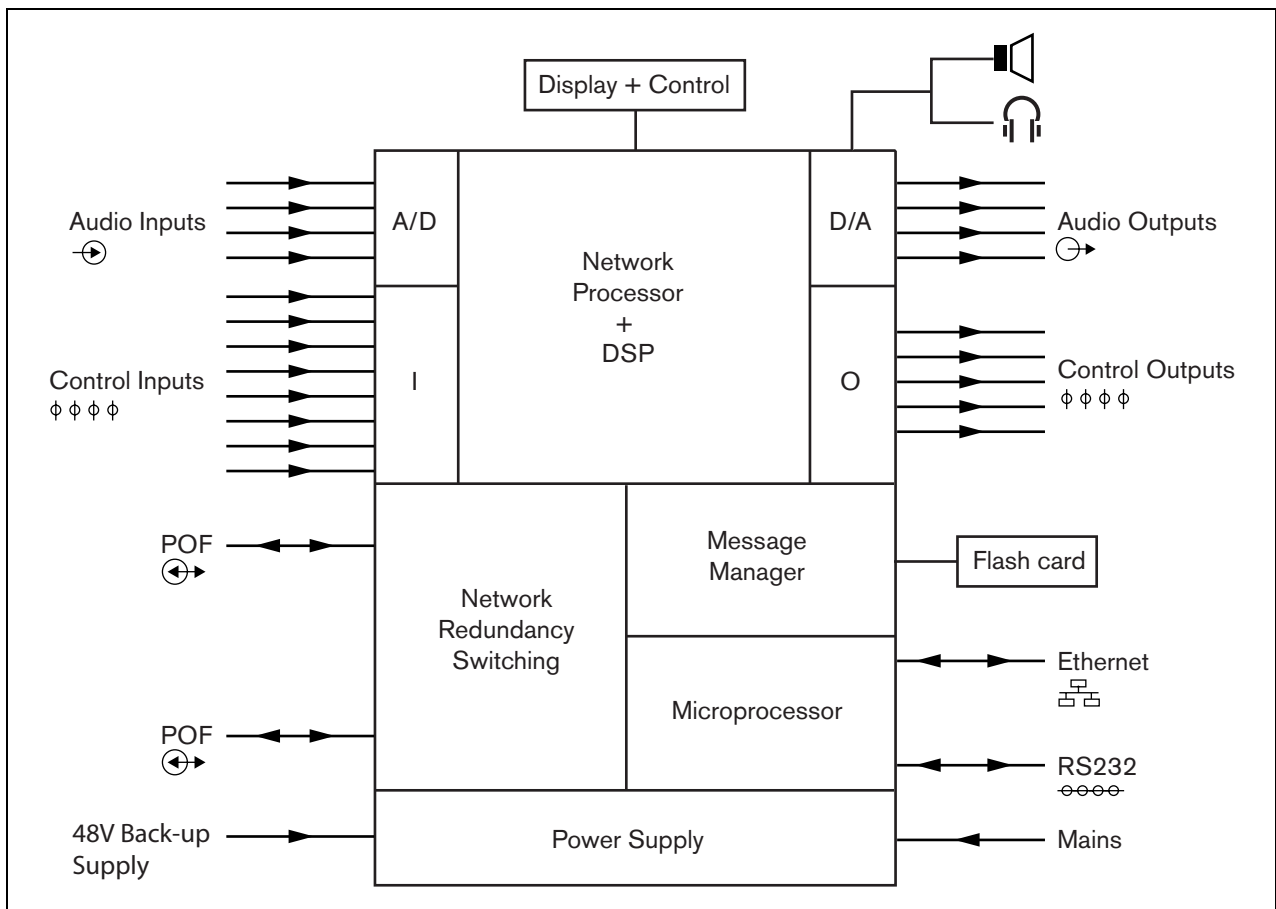 Display + Control
Audio Inputs
A/D
Network
Processor
+
DSP
D/A
Audio Outputs
Control Inputs
I
O
Control Outputs
POF
Network
Redundancy
Switching
Message
Manager
Flash card
Ethernet
Microprocessor
POF
RS232
48V Back-up
Supply
Power Supply
Mains